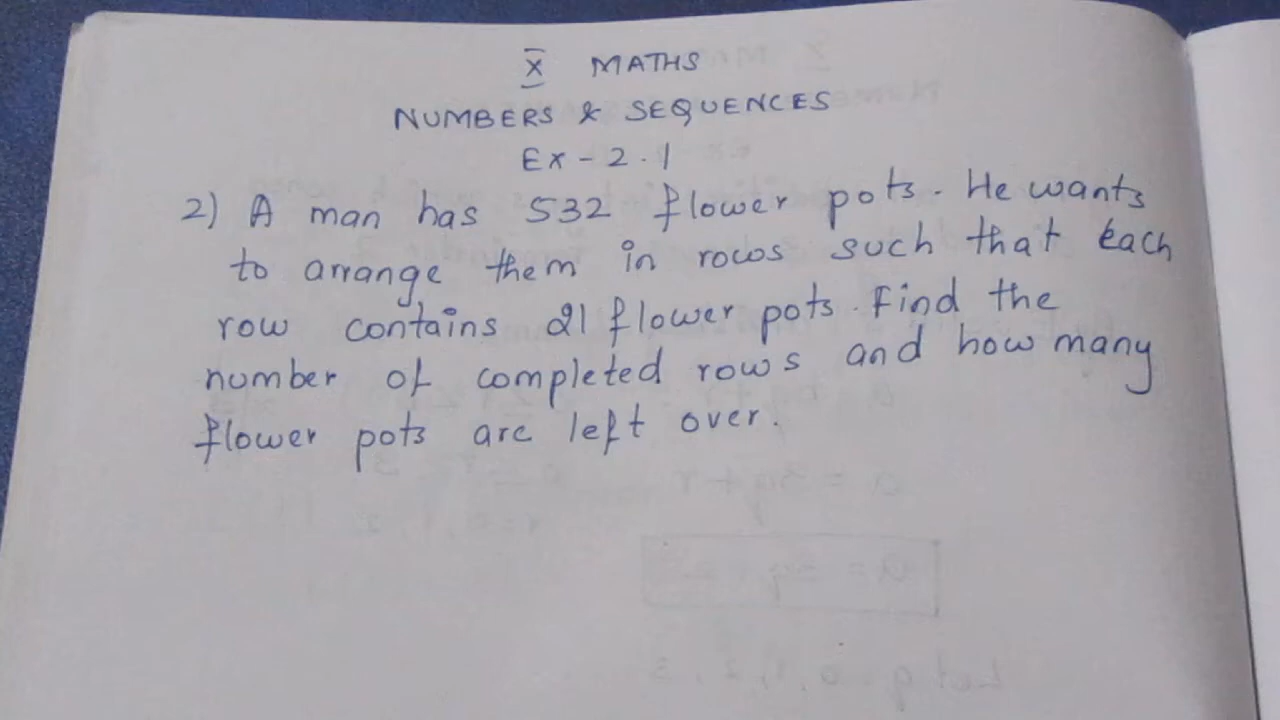 X MATHS
NUMBERS & SEQUENCES
Ex - 2.1
2) A man has 532 flower pots. He wants
to arrange them in rows such that each
row contains 21 flower pots. Find the
number of completed rows and how many
flower pots are left over.